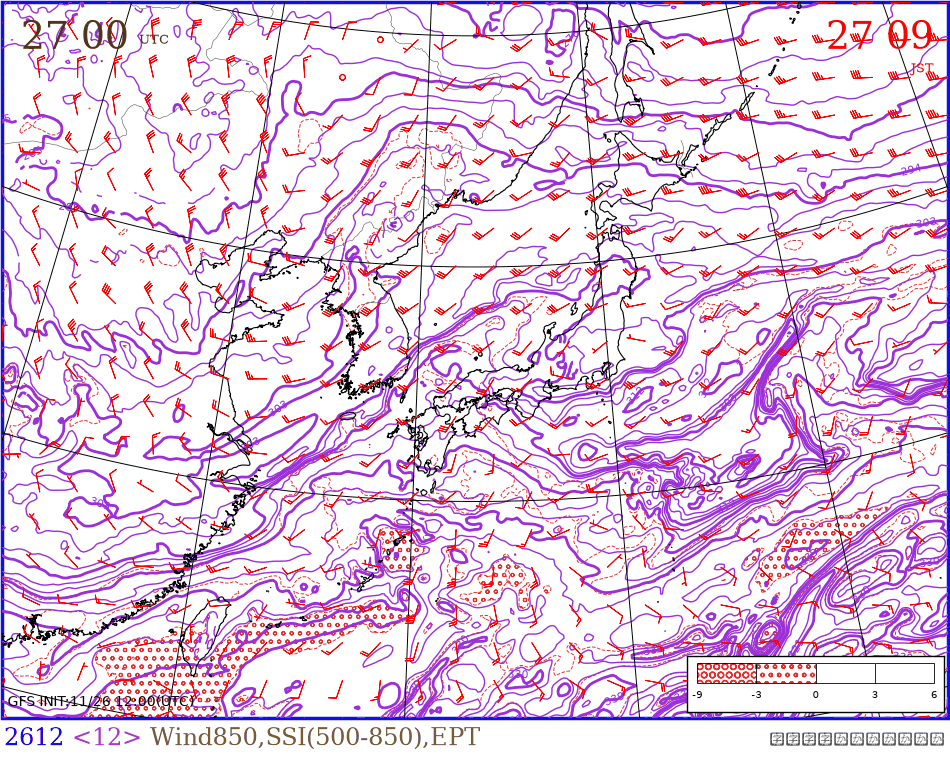 27 00 UTC
27 09
JST
294
GFS INIT:11/26 12:00(UTC)
-9 -3 0 3 6
2612 <12> Wind850,SSI(500-850),EPT